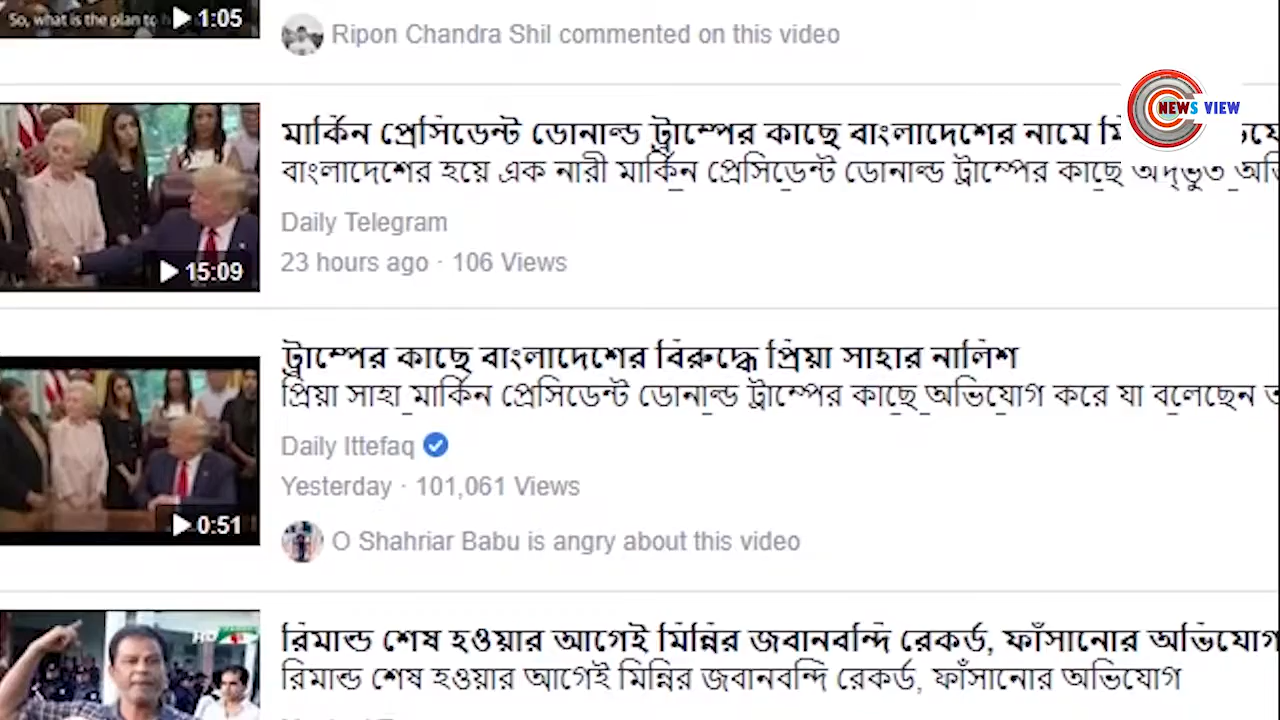 So, what is the plan to
1:05
Ripon Chandra Shil commented on this video
NEWS VIEW
মার্কিন প্রেসিডেন্ট ডোনাল্ড ট্রাম্পের কাছে বাংলাদেশের নামে
বাংলাদেশের হয়ে এক নারী মার্কিন প্রেসিডেন্ট ডোনাল্ড ট্রাম্পের কাছে অদ্ভুত
Daily Telegram
23 hours ago · 106 Views
15:09
ট্রাম্পের কাছে বাংলাদেশের বিরুদ্ধে প্রিয়া সাহার নালিশ
প্রিয়া সাহা মার্কিন প্রেসিডেন্ট ডোনাল্ড ট্রাম্পের কাছে অভিযোগ করে যা বলেছেন
Daily Ittefaq
Yesterday · 101,061 Views
0:51
O Shahriar Babu is angry about this video
HD
রিমান্ড শেষ হওয়ার আগেই মিন্নির জবানবন্দি রেকর্ড, ফাঁসানোর অভিযোগ
রিমান্ড শেষ হওয়ার আগেই মিন্নির জবানবন্দি রেকর্ড, ফাঁসানোর অভিযোগ